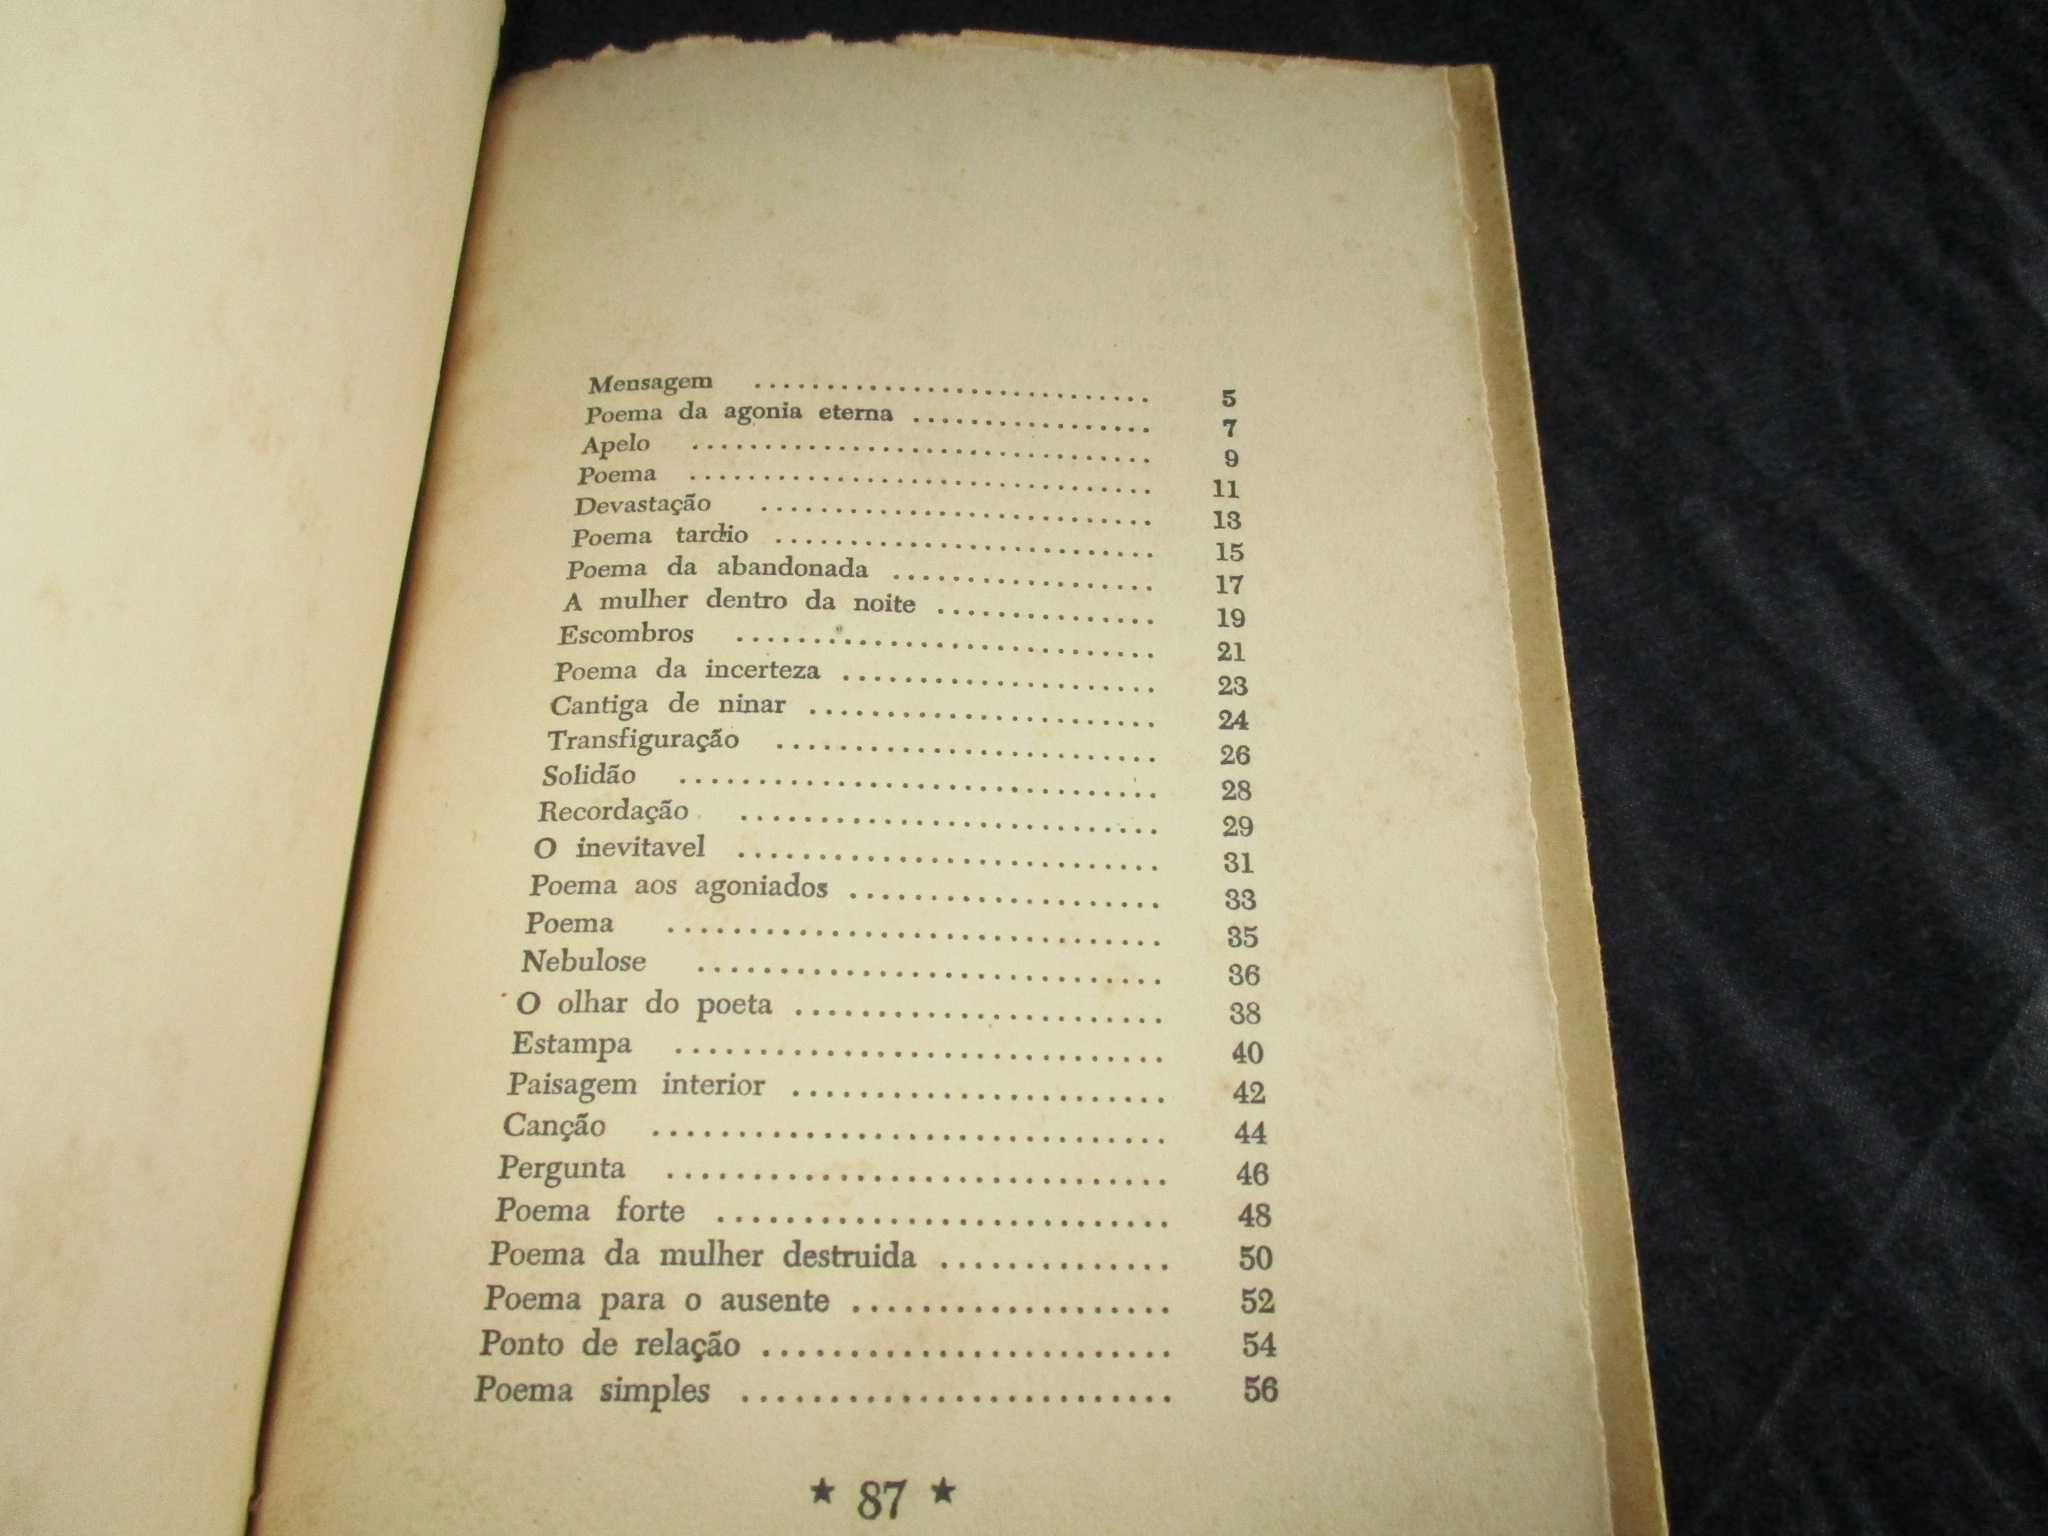 Mensagem ............................ 5
Poema da agonia eterna ................. 7
Apelo ................................ 9
Poema ................................ 11
Devastação ........................... 13
Poema tardio .......................... 15
Poema da abandonada .................. 17
A mulher dentro da noite ............... 19
Escombros ............................ 21
Poema da incerteza ..................... 23
Cantiga de ninar ....................... 24
Transfiguração ......................... 26
Solidão ............................... 28
Recordação ........................... 29
O inevitavel ........................... 31
Poema aos agoniados .................... 33
Poema ............................... 35
Nebulose ............................. 36
O olhar do poeta ........................ 38
Estampa ............................. 40
Paisagem interior ........................ 42
Canção .............................. 44
Pergunta ............................. 46
Poema forte ........................... 48
Poema da mulher destruida .............. 50
Poema para o ausente ................... 52
Ponto de relação ........................ 54
Poema simples ......................... 56
★ 87 ★